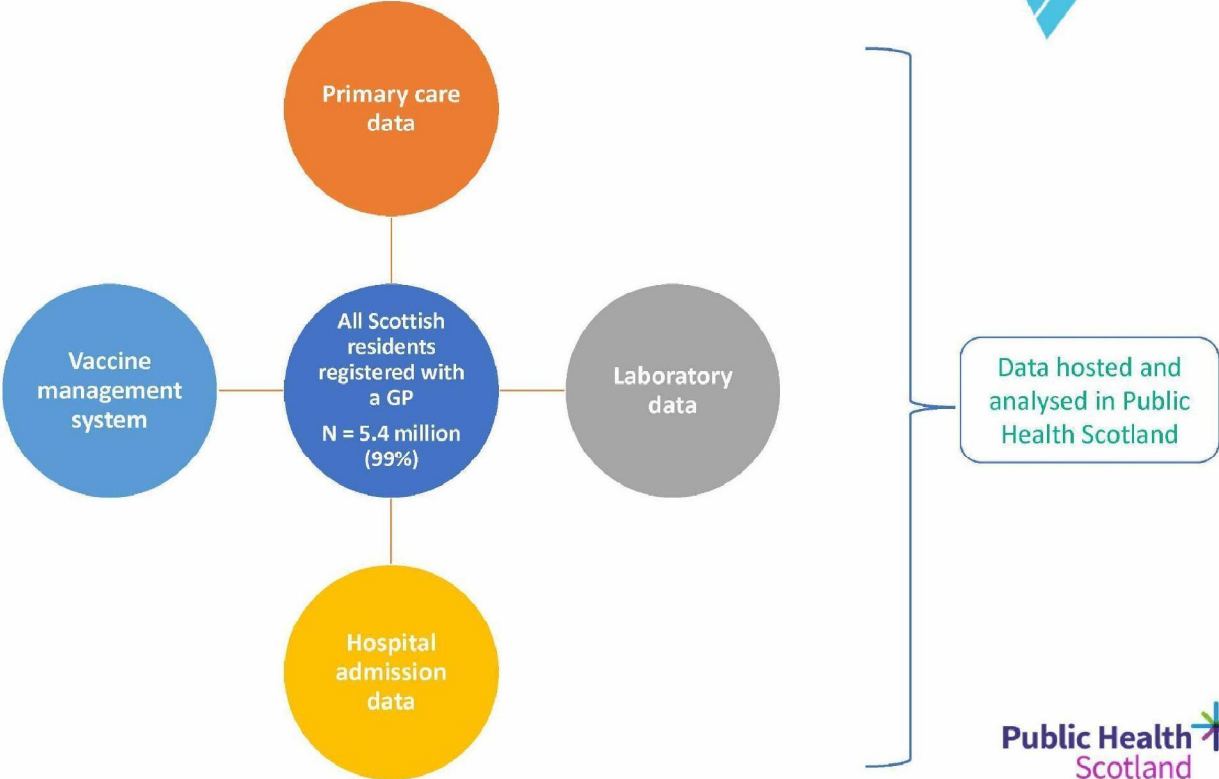 Primary care
data
Vaccine
management
system
All Scottish
residents
registered with
a GP
N = 5.4 million
(99%)
Laboratory
data
Hospital
admission
data
Data hosted and
analysed in Public
Health Scotland
Public Health
Scotland